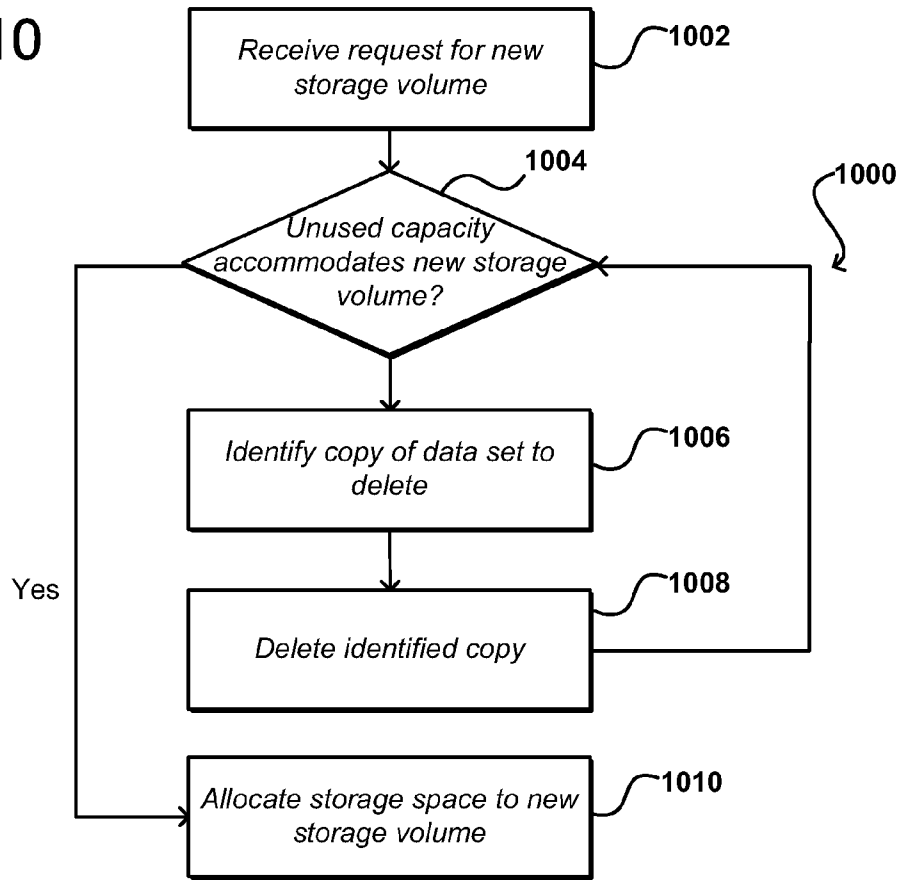 10
Receive request for new
storage volume
1002
1004
1000
Unused capacity
accommodates new storage
volume?
Identify copy of data set to
delete
1006
Yes
Delete identified copy
1008
Allocate storage space to new
storage volume
1010